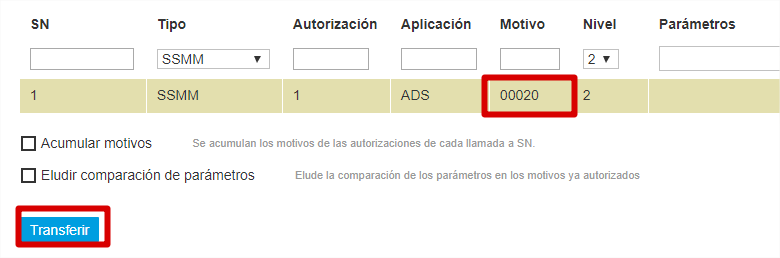 SN Tipo Autorización Aplicación Motivo Nivel Parámetros
SSMM 2
1 SSMM 1 ADS 00020 2
Acumular motivos Se acumulan los motivos de las autorizaciones de cada llamada a SN.
Eludir comparación de parámetros Elude la comparación de los parámetros en los motivos ya autorizados
Transferir